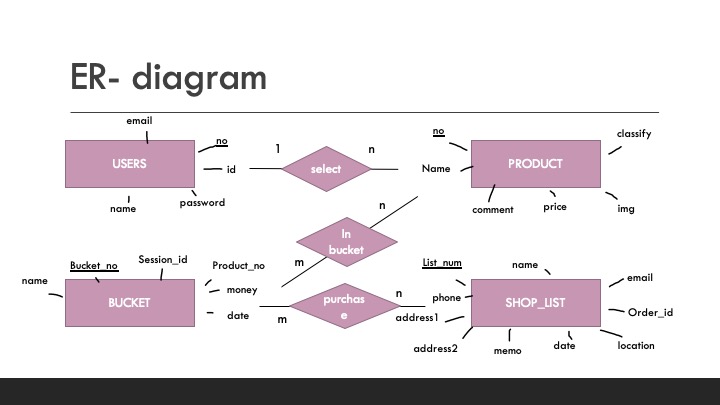 ER- diagram
email
no
USERS
id
name
password
1
select
n
no
classify
Name
PRODUCT
comment
price
img
n
In
bucket
m
Bucket_no
Session_id
Product_no
name
BUCKET
money
date
m
purchas
e
n
List_num
name
email
phone
SHOP_LIST
address1
Order_id
address2
memo
date
location